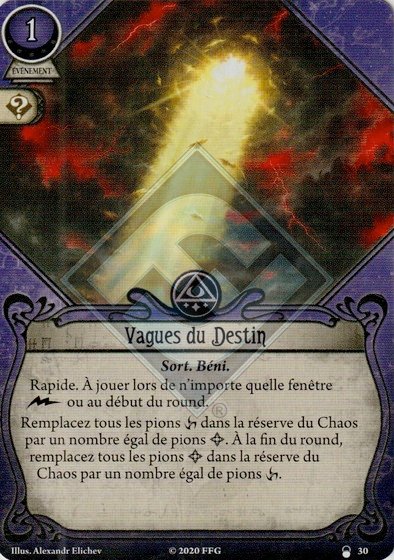 1
ÉVÉNEMENT
?
Vagues du Destin
Sort. Béni.
Rapide. À jouer lors de n'importe quelle fenêtre
ou au début du round.
Remplacez tous les pions dans la réserve du Chaos
par un nombre égal de pions . À la fin du round,
remplacez tous les pions dans la réserve du
Chaos par un nombre égal de pions .
®
Illus. Alexandr Elichev © 2020 FFG 30